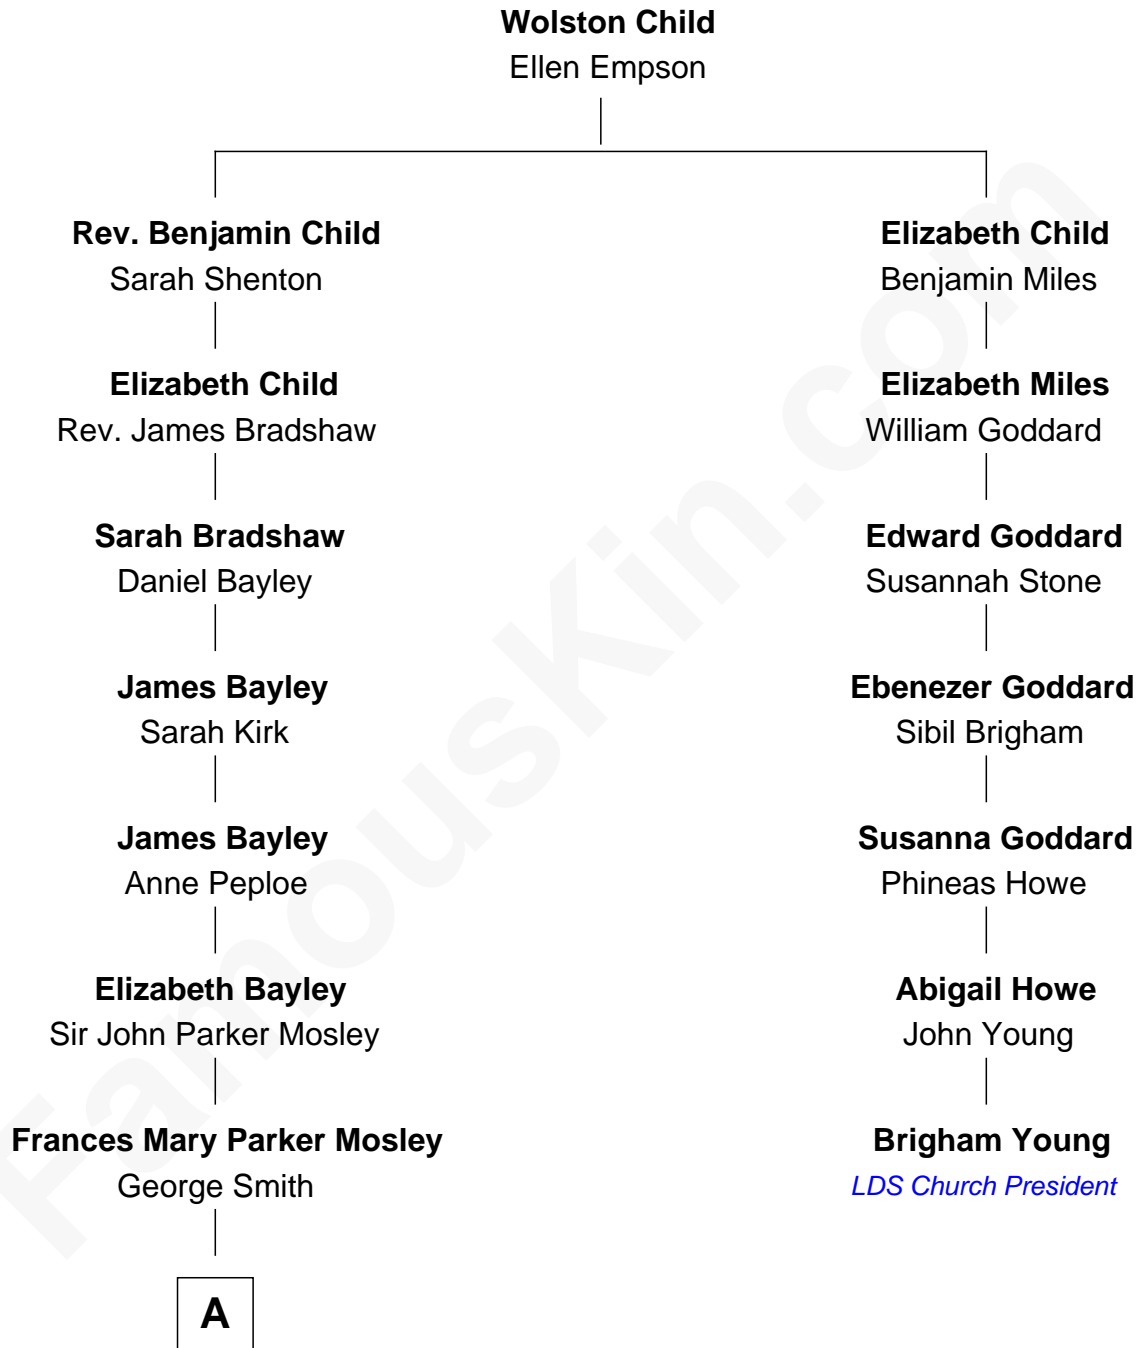 Wolston Child
Ellen Empson
Rev. Benjamin Child
Sarah Shenton
Elizabeth Child
Benjamin Miles
Elizabeth Child
Rev. James Bradshaw
Elizabeth Miles
William Goddard
Sarah Bradshaw
Daniel Bayley
Edward Goddard
Susannah Stone
James Bayley
Sarah Kirk
Ebenezer Goddard
Sibil Brigham
James Bayley
Anne Peploe
Susanna Goddard
Phineas Howe
Elizabeth Bayley
Sir John Parker Mosley
Abigail Howe
John Young
Frances Mary Parker Mosley
George Smith
Brigham Young
LDS Church President
A
FamousKin.com